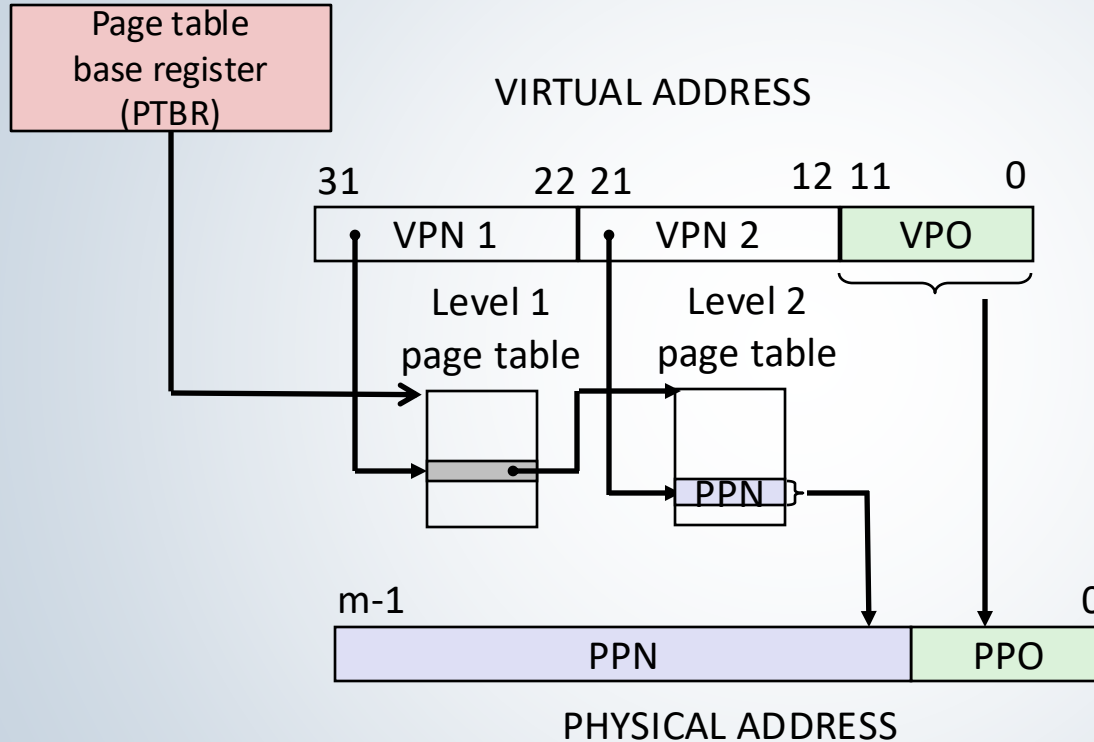 Page table
base register
(PTBR)
VIRTUAL ADDRESS
31 22 21 12 11 0
VPN 1 VPN 2 VPO
Level 1
page table
Level 2
page table
PPN
m-1 0
PPN PPO
PHYSICAL ADDRESS